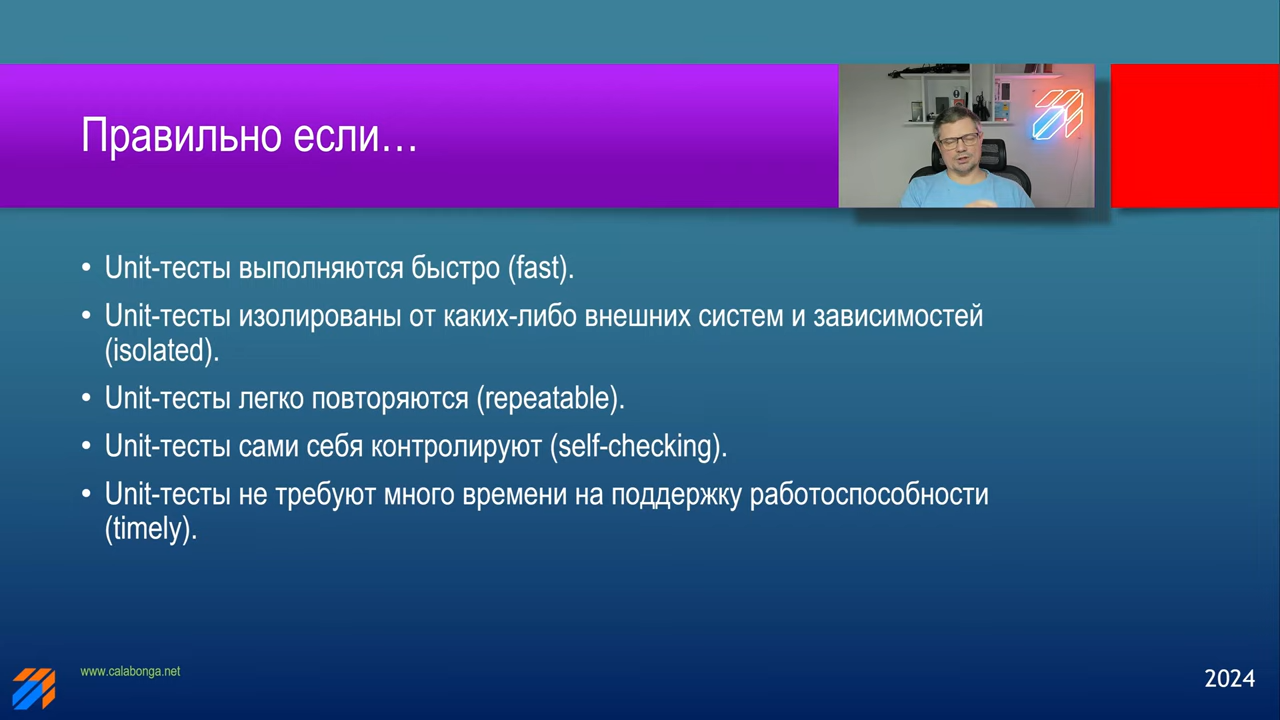 Правильно если…
• Unit-тесты выполняются быстро (fast).
• Unit-тесты изолированы от каких-либо внешних систем и зависимостей
(isolated).
• Unit-тесты легко повторяются (repeatable).
• Unit-тесты сами себя контролируют (self-checking).
• Unit-тесты не требуют много времени на поддержку работоспособности
(timely).
www.calabonga.net
2024